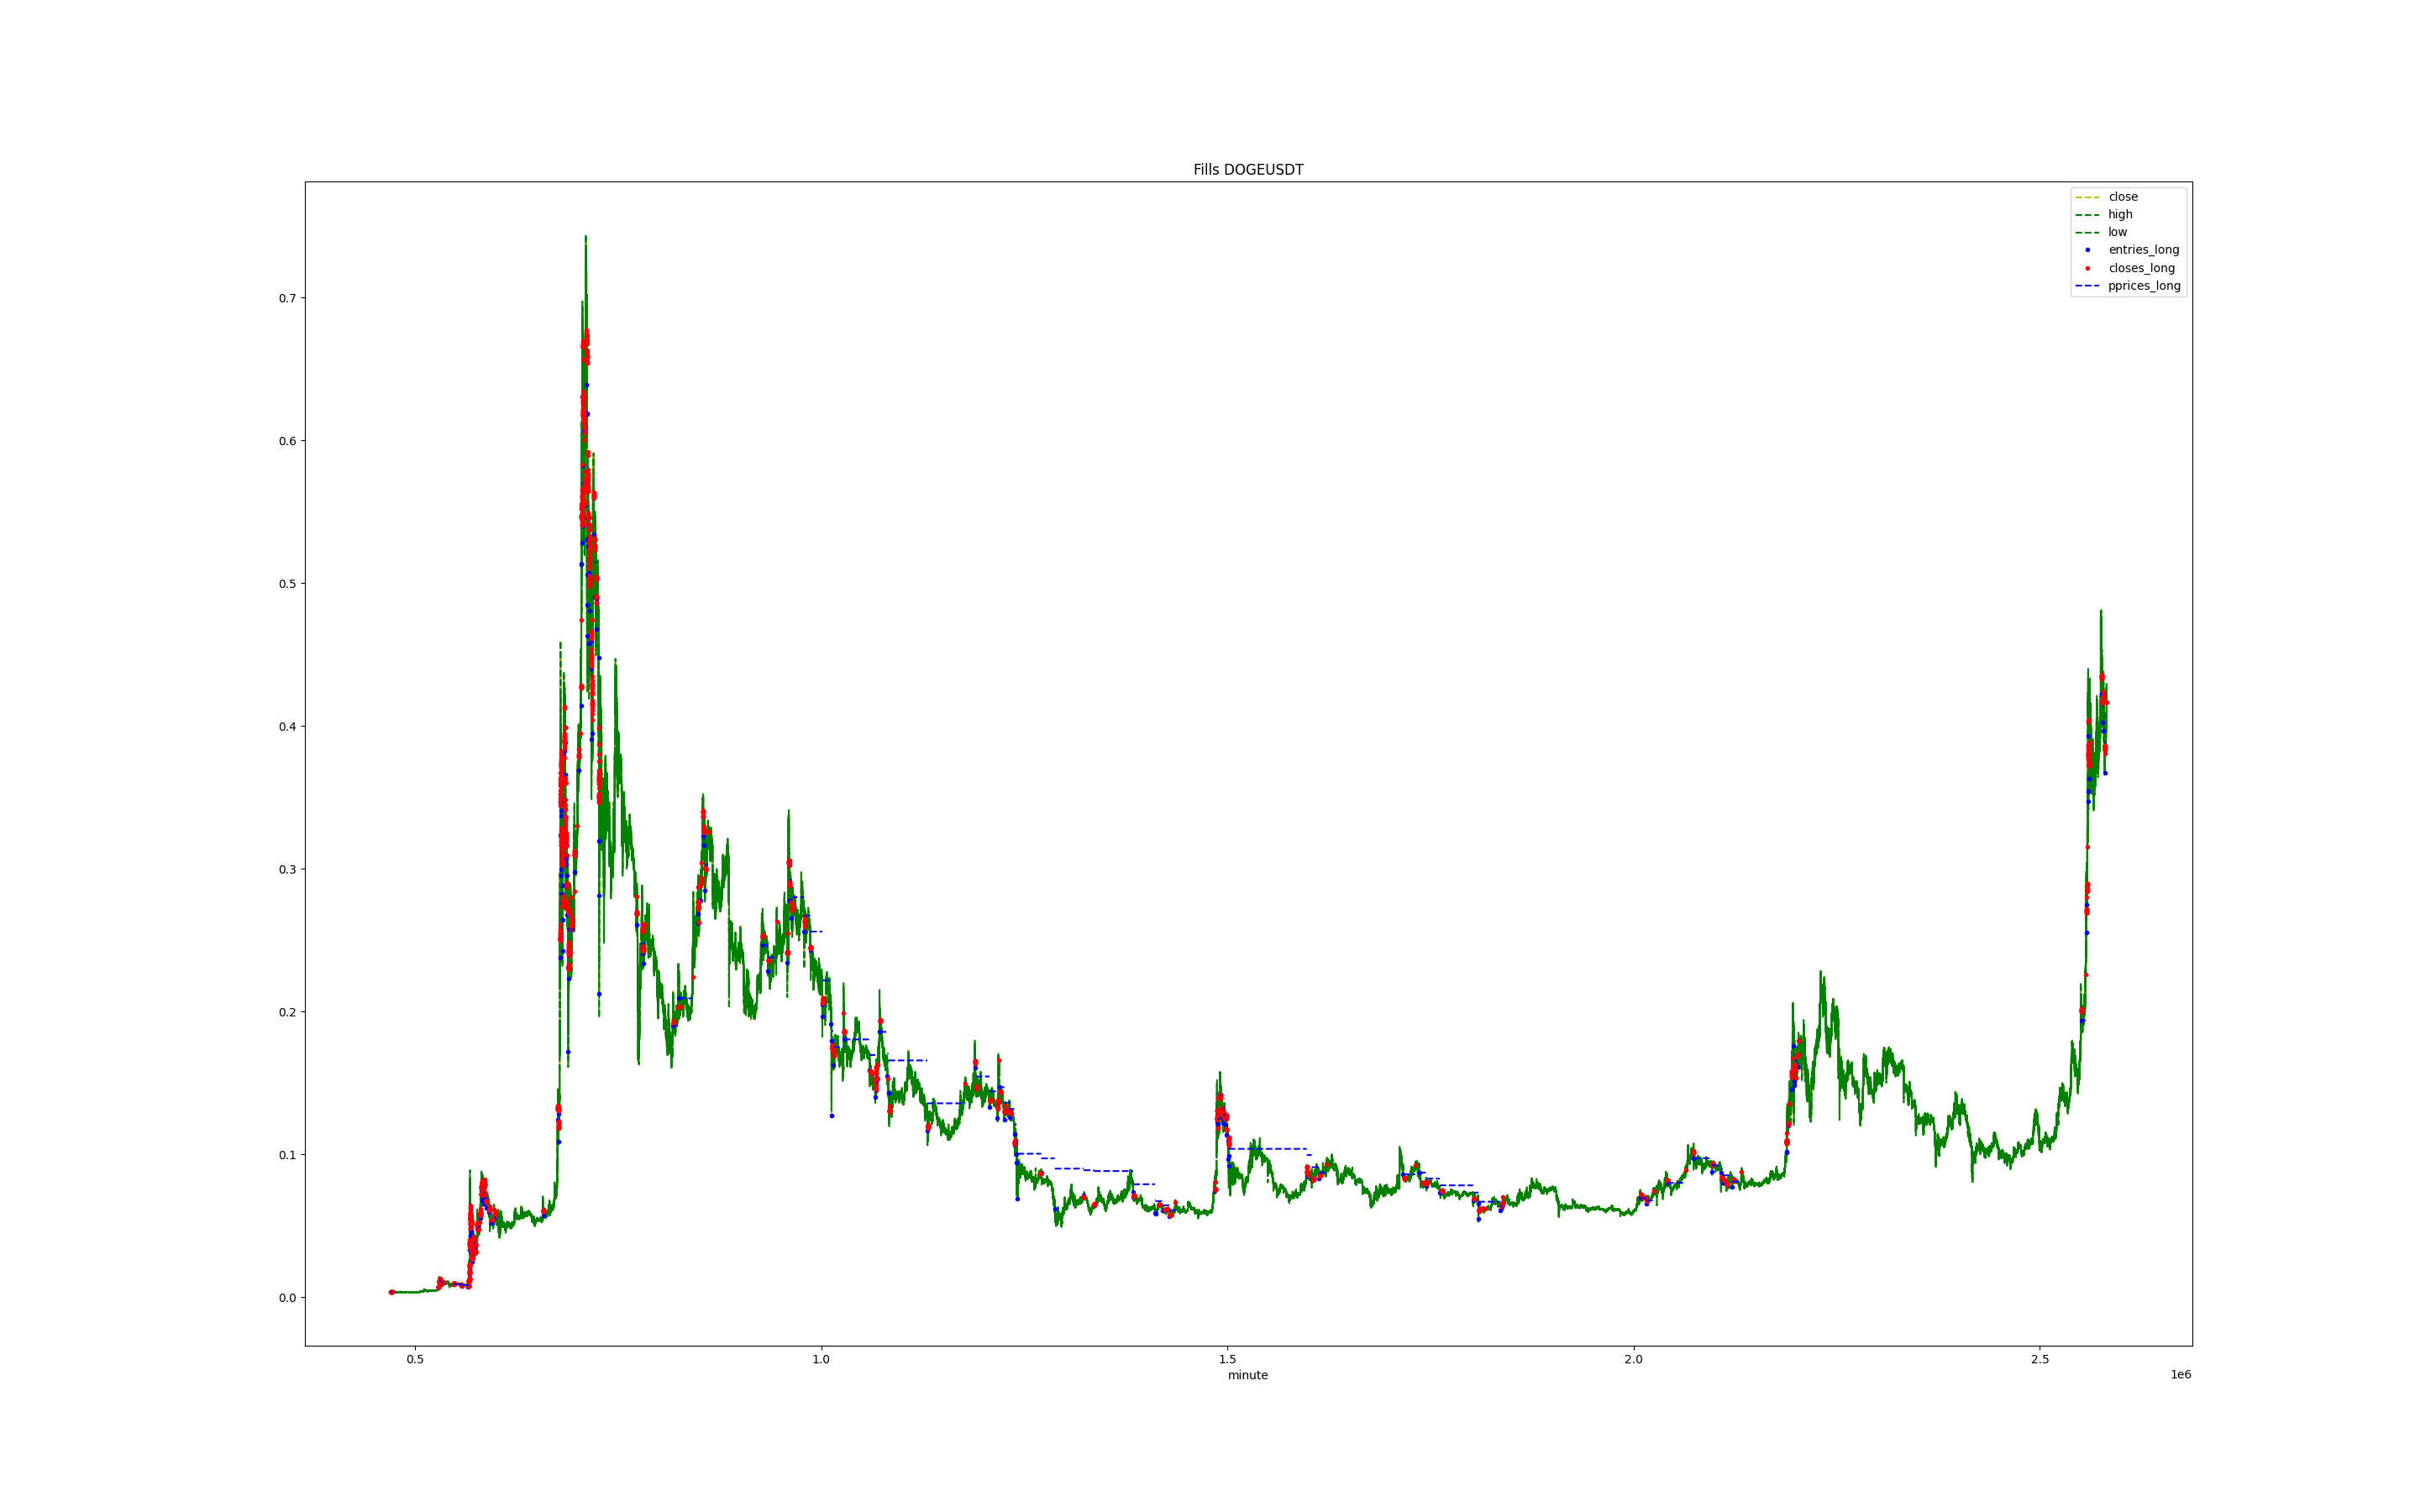 Fills DOGEUSDT
close
high
low
entries_long
closes_long
pprices_long
0.7
0.6
0.5
0.4
0.3
0.2
0.1
0.0
0.5 1.0 1.5 2.0 2.5
minute
1e6